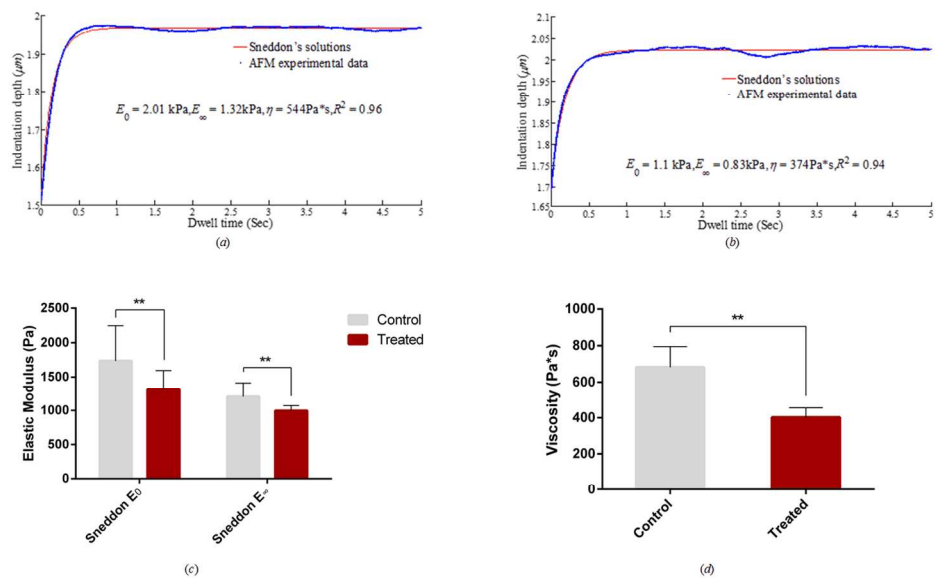 2
1.9
1.8
1.7
1.6
1.5
Indentation depth (μm)
Sneddon's solutions
AFM experimental data
E0 = 2.01 kPa,E∞ = 1.32kPa,η = 544Pa*s,R² = 0.96
0 0.5 1 1.5 2 2.5 3 3.5 4 4.5 5
Dwell time (Sec)
(a)
2.1
2.05
2
1.95
1.9
1.85
1.8
1.75
1.7
1.65
Indentation depth (μm)
Sneddon's solutions
AFM experimental data
E0 = 1.1 kPa,E∞ = 0.83kPa,η = 374Pa*s,R² = 0.94
0 0.5 1 1.5 2 2.5 3 3.5 4 4.5 5
Dwell time (Sec)
(b)
2500
2000
1500
1000
500
0
Elastic Modulus (Pa)
**
**
Control
Treated
Sneddon E0
Sneddon E∞
(c)
1000
800
600
400
200
0
Viscosity (Pa*s)
**
Control
Treated
(d)